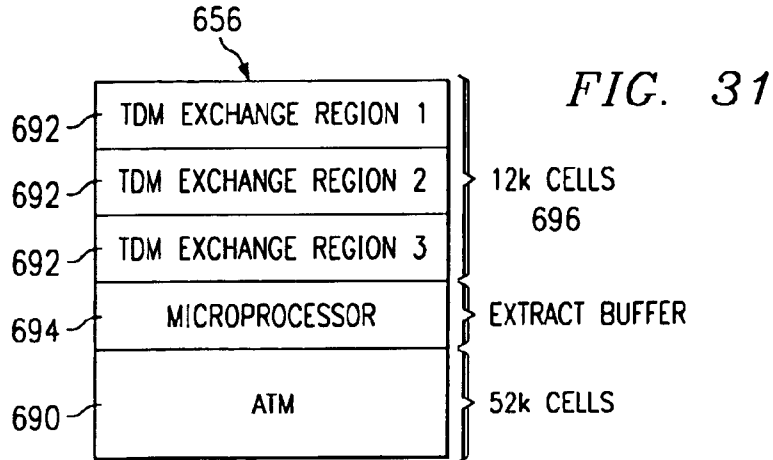 656
FIG. 31
692 TDM EXCHANGE REGION 1
692 TDM EXCHANGE REGION 2 12k CELLS
696
692 TDM EXCHANGE REGION 3
694 MICROPROCESSOR EXTRACT BUFFER
690 ATM 52k CELLS